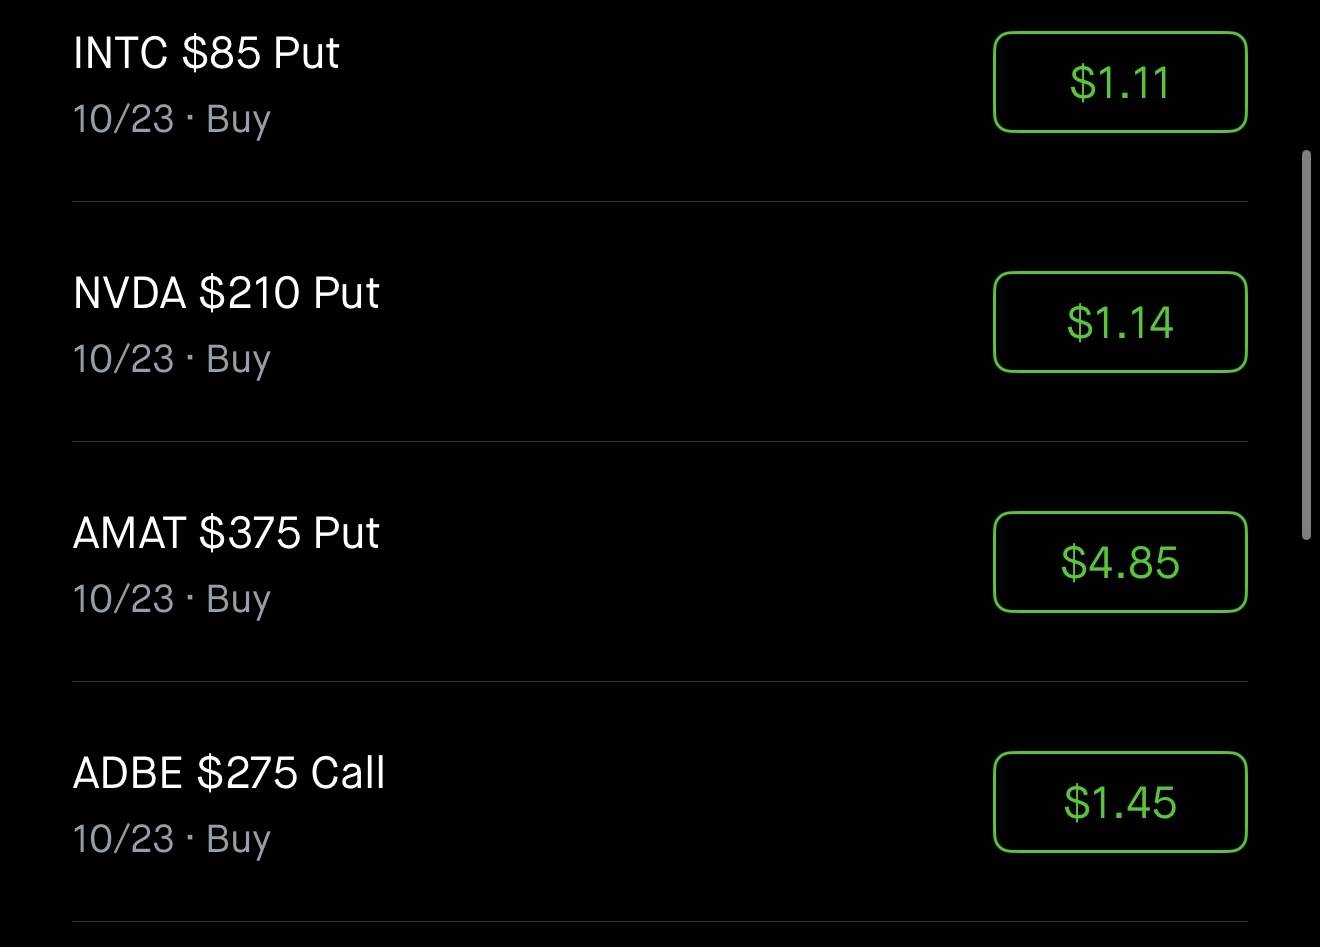 INTC $85 Put
$1.11
10/23 · Buy
NVDA $210 Put
$1.14
10/23 · Buy
AMAT $375 Put
$4.85
10/23 · Buy
ADBE $275 Call
$1.45
10/23 · Buy